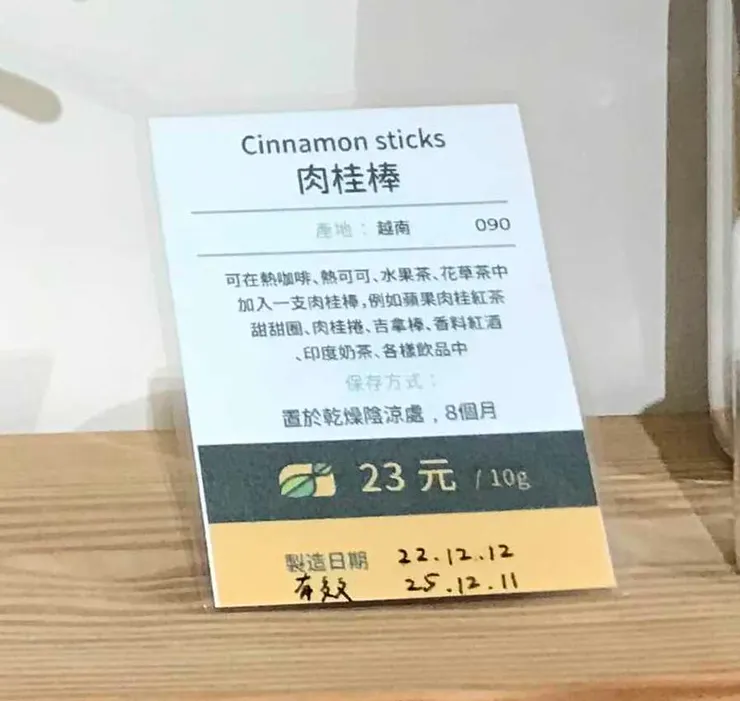 Cinnamon sticks
肉桂棒
產地：越南 090
可在熱咖啡、熱可可、水果茶、花草茶中
加入一支肉桂棒,例如蘋果肉桂紅茶
甜甜圈、肉桂捲、吉拿棒、香料紅酒
、印度奶茶、各樣飲品中
保存方式：
置於乾燥陰涼處，8個月
23元 / 10g
製造日期 22.12.12
有效 25.12.11